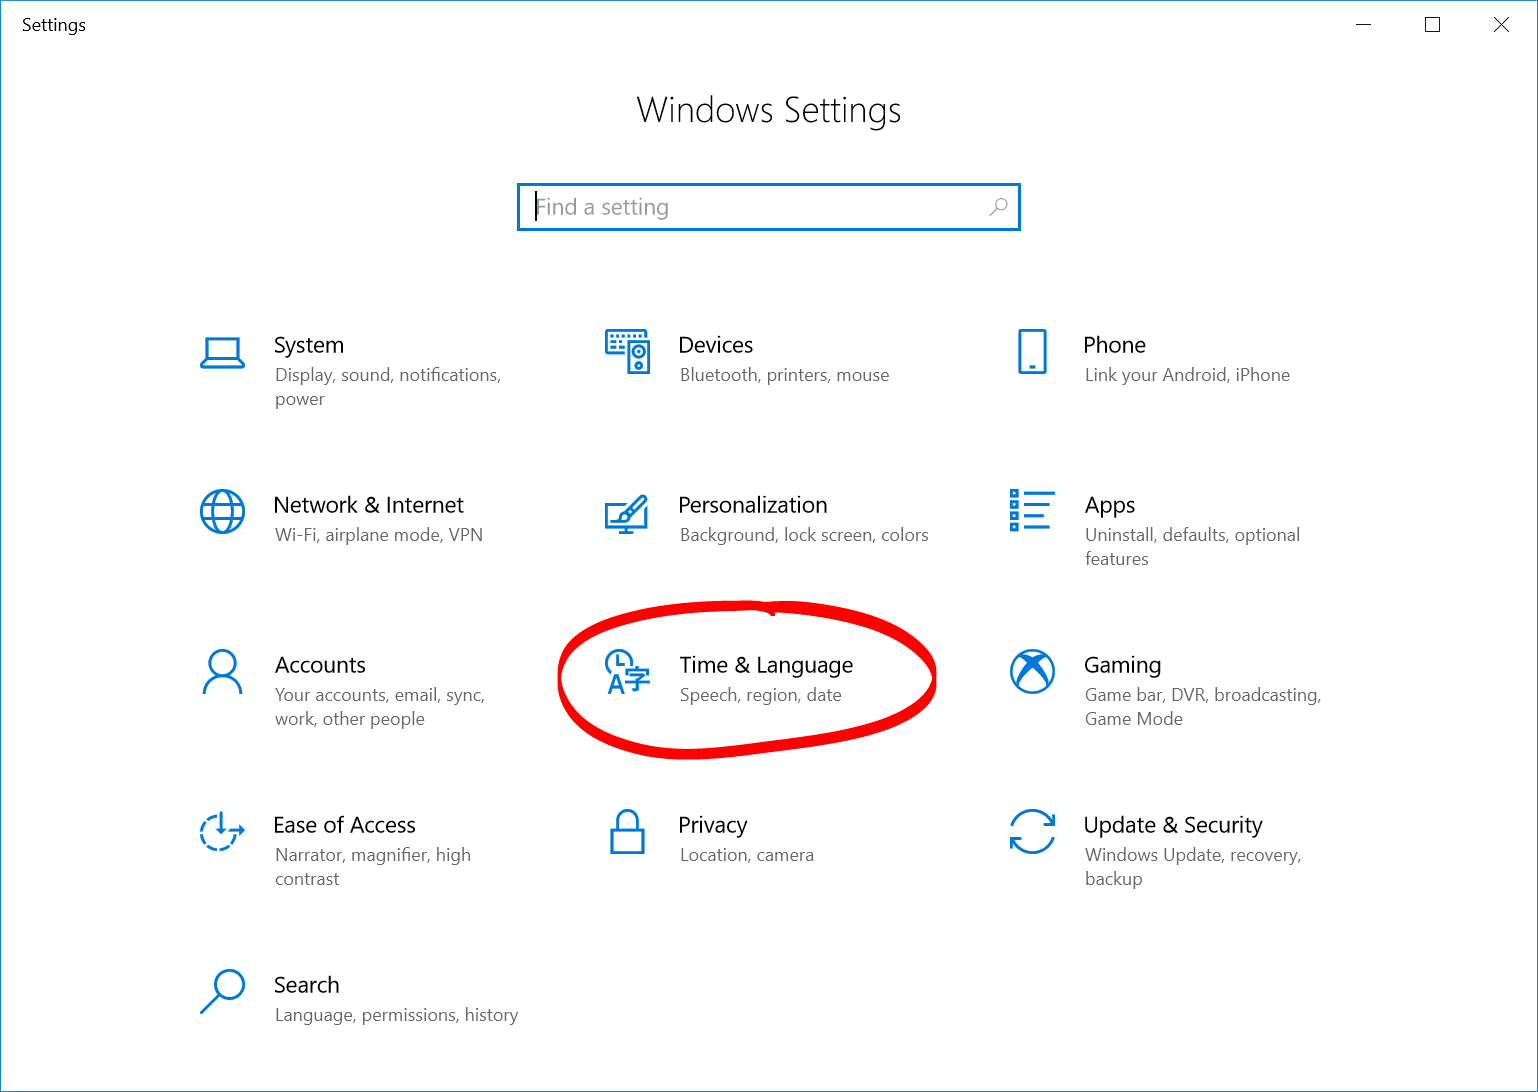 Settings
Windows Settings
Find a setting
System
Display, sound, notifications,
power
Devices
Bluetooth, printers, mouse
Phone
Link your Android, iPhone
Network & Internet
Wi-Fi, airplane mode, VPN
Personalization
Background, lock screen, colors
Apps
Uninstall, defaults, optional
features
Accounts
Your accounts, email, sync,
work, other people
A字
Time & Language
Speech, region, date
Gaming
Game bar, DVR, broadcasting,
Game Mode
Ease of Access
Narrator, magnifier, high
contrast
Privacy
Location, camera
Update & Security
Windows Update, recovery,
backup
Search
Language, permissions, history